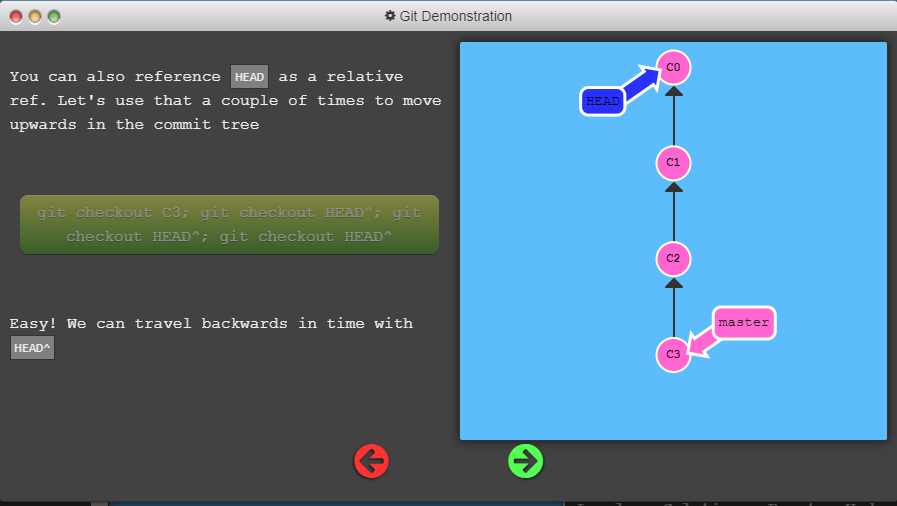 Git Demonstration
You can also reference HEAD as a relative
ref. Let's use that a couple of times to move
upwards in the commit tree
git checkout C3; git checkout HEAD^; git
checkout HEAD^; git checkout HEAD^
Easy! We can travel backwards in time with
HEAD^
C0
HEAD
C1
C2
master
C3